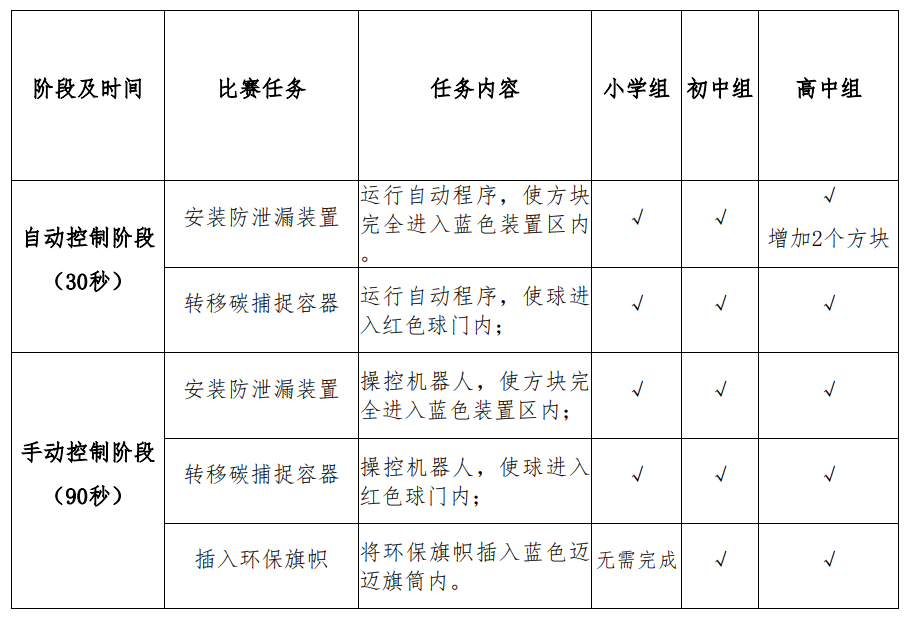 阶段及时间 比赛任务 任务内容 小学组 初中组 高中组
自动控制阶段
（30秒）
安装防泄漏装置
运行自动程序，使方块
完全进入蓝色装置区内
。
√ √ √
增加2个方块
转移碳捕捉容器
运行自动程序，使球进
入红色球门内；
√ √ √
手动控制阶段
（90秒）
安装防泄漏装置
操控机器人，使方块完
全进入蓝色装置区内；
√ √ √
转移碳捕捉容器
操控机器人，使球进入
红色球门内；
√ √ √
插入环保旗帜
将环保旗帜插入蓝色迈
迈旗筒内。
无需完成 √ √